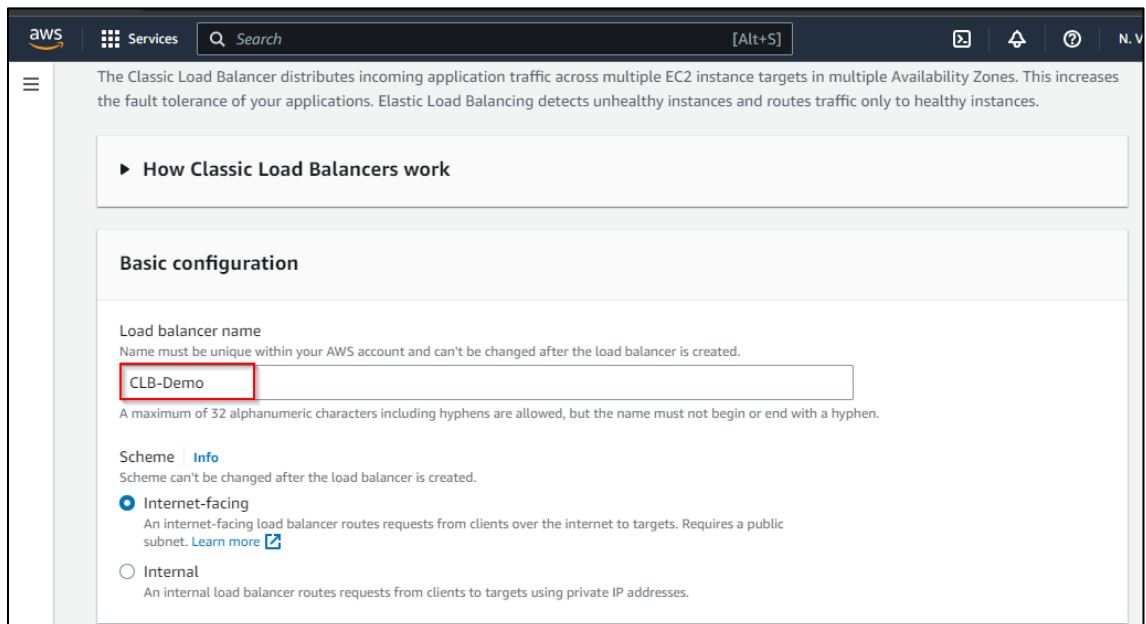 aws Services Search [Alt+S] N. V
The Classic Load Balancer distributes incoming application traffic across multiple EC2 instance targets in multiple Availability Zones. This increases
the fault tolerance of your applications. Elastic Load Balancing detects unhealthy instances and routes traffic only to healthy instances.
How Classic Load Balancers work
Basic configuration
Load balancer name
Name must be unique within your AWS account and can't be changed after the load balancer is created.
CLB-Demo
A maximum of 32 alphanumeric characters including hyphens are allowed, but the name must not begin or end with a hyphen.
Scheme Info
Scheme can't be changed after the load balancer is created.
Internet-facing
An internet-facing load balancer routes requests from clients over the internet to targets. Requires a public
subnet. Learn more
Internal
An internal load balancer routes requests from clients to targets using private IP addresses.